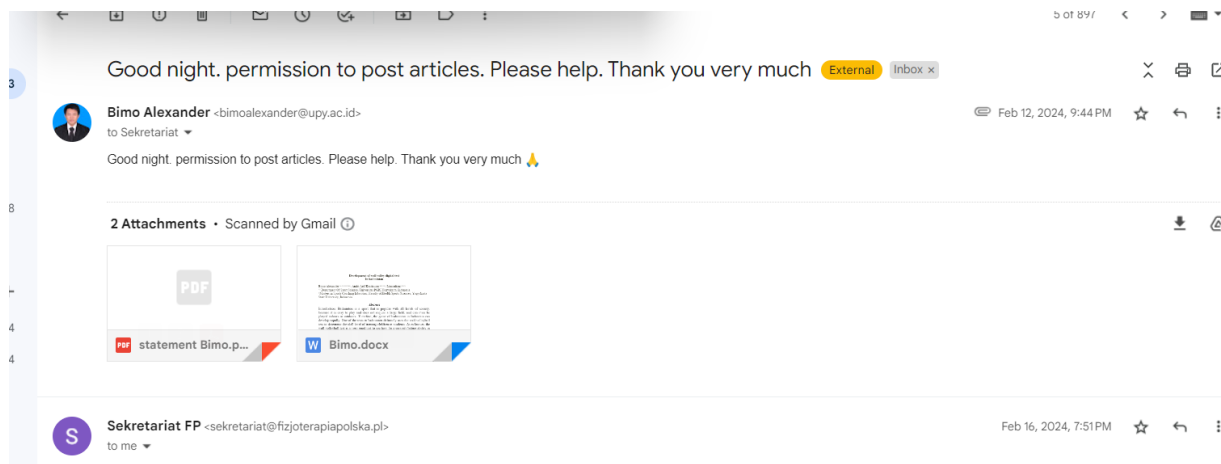 5 of 897
3
Good night. permission to post articles. Please help. Thank you very much External Inbox ×
Bimo Alexander <bimoalexander@upy.ac.id>
Feb 12, 2024, 9:44 PM
to Sekretariat
Good night. permission to post articles. Please help. Thank you very much 🙏
8
2 Attachments • Scanned by Gmail
PDF
PDF statement Bimo.p...
W Bimo.docx
4
4
S
Sekretariat FP <sekretariat@fizjoterapiapolska.pl>
Feb 16, 2024, 7:51 PM
to me